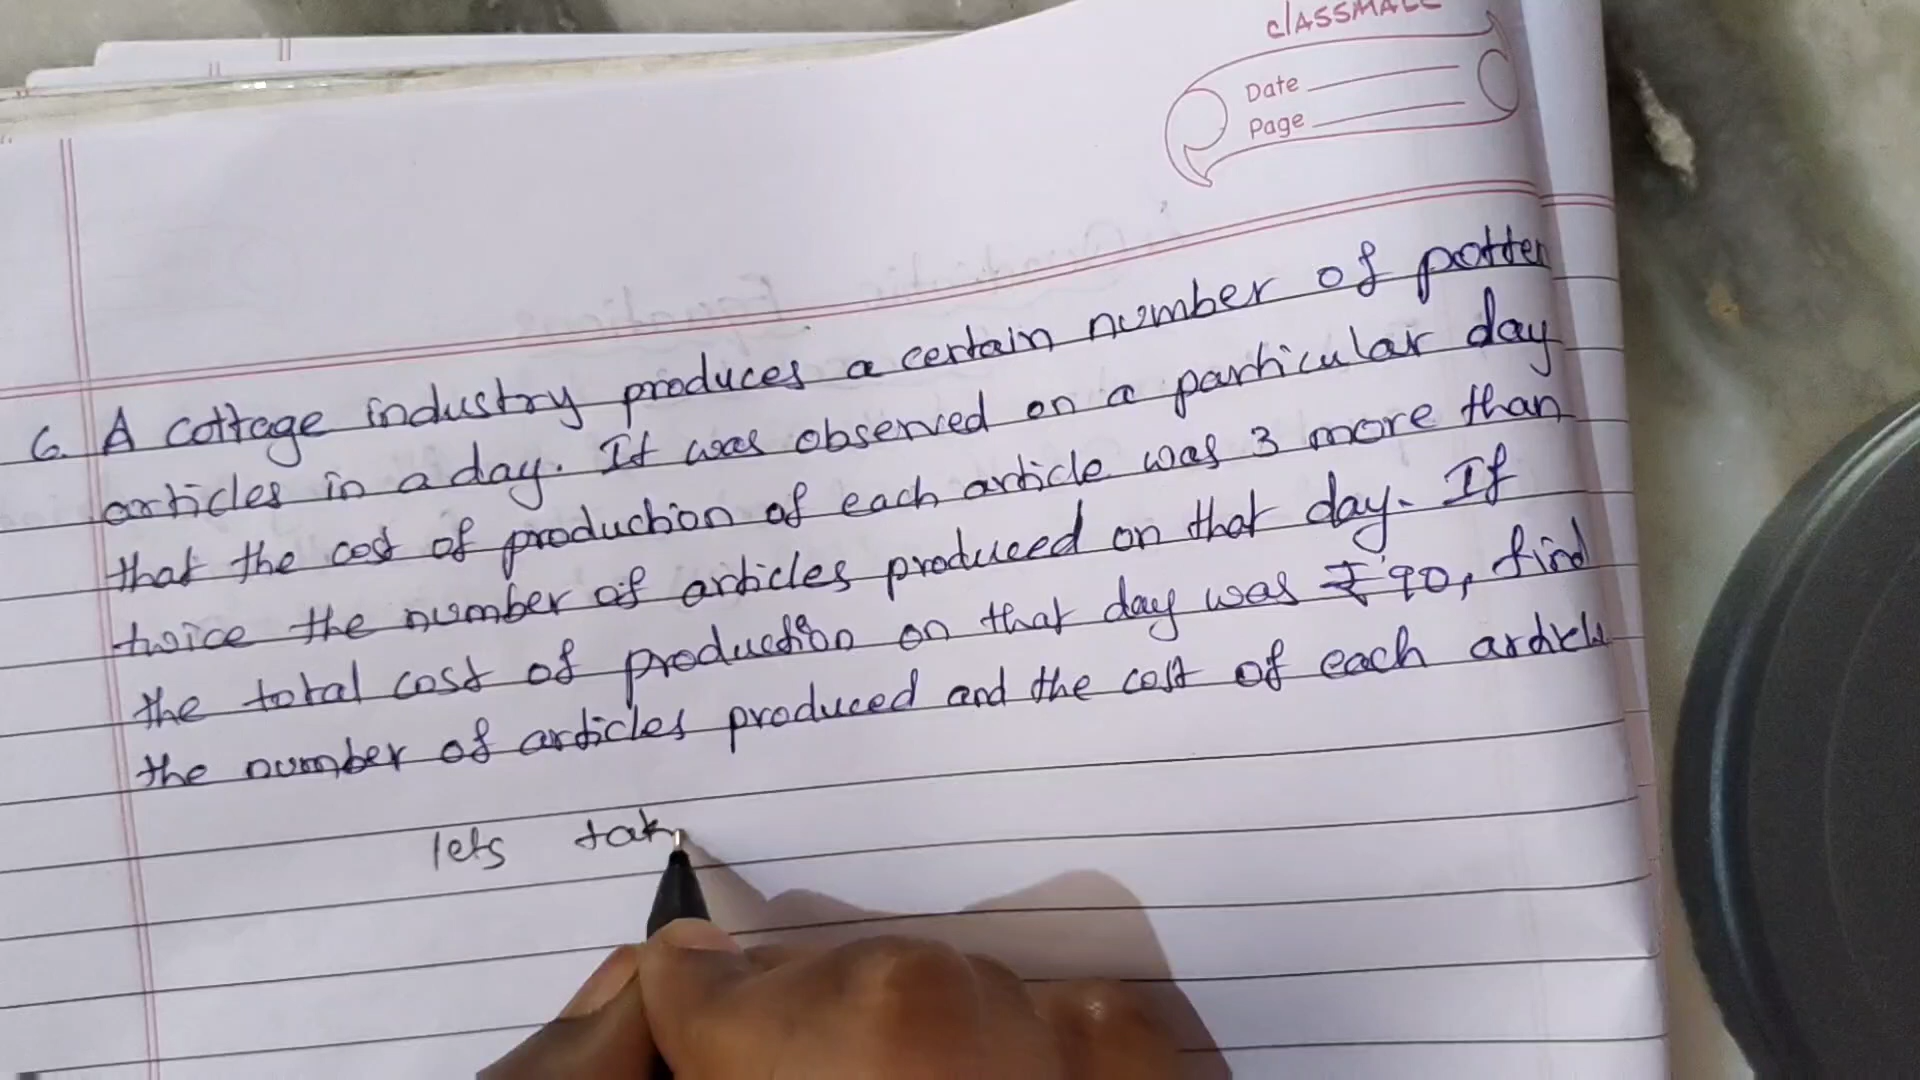 classmate
Date
Page
6. A cottage industry produces a certain number of potter
articles in a day. It was observed on a particular day
that the cost of production of each article was 3 more than
twice the number of articles produced on that day. If
the total cost of production on that day was ₹90, find
the number of articles produced and the cost of each article
lets tak